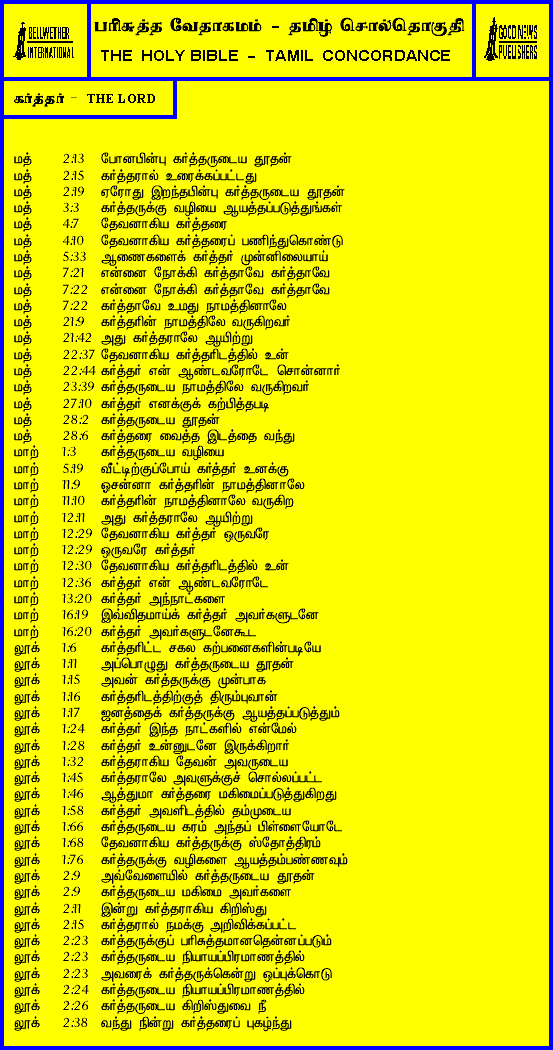 BELLWETHER
INTERNATIONAL
பரிசுத்த வேதாகமம் - தமிழ் சொல்தொகுதி
THE HOLY BIBLE - TAMIL CONCORDANCE
GOOD NEWS
PUBLISHERS
கர்த்தர் - THE LORD
மத் 2:13 போனபின்பு கர்த்தருடைய தூதன்
மத் 2:15 கர்த்தரால் உரைக்கப்பட்டது
மத் 2:19 ஏரோது இறந்தபின்பு கர்த்தருடைய தூதன்
மத் 3:3 கர்த்தருக்கு வழியை ஆயத்தப்படுத்துங்கள்
மத் 4:7 தேவனாகிய கர்த்தரை
மத் 4:10 தேவனாகிய கர்த்தரைப் பணிந்துகொண்டு
மத் 5:33 ஆணைகளைக் கர்த்தர் முன்னிலையாய்
மத் 7:21 என்னை நோக்கி கர்த்தாவே கர்த்தாவே
மத் 7:22 என்னை நோக்கி கர்த்தாவே கர்த்தாவே
மத் 7:22 கர்த்தாவே உமது நாமத்தினாலே
மத் 21:9 கர்த்தரின் நாமத்திலே வருகிறவர்
மத் 21:42 அது கர்த்தராலே ஆயிற்று
மத் 22:37 தேவனாகிய கர்த்தரிடத்தில் உன்
மத் 22:44 கர்த்தர் என் ஆண்டவரோடே சொன்னார்
மத் 23:39 கர்த்தருடைய நாமத்திலே வருகிறவர்
மத் 27:10 கர்த்தர் எனக்குக் கற்பித்தபடி
மத் 28:2 கர்த்தருடைய தூதன்
மத் 28:6 கர்த்தரை வைத்த இடத்தை வந்து
மாற் 1:3 கர்த்தருடைய வழியை
மாற் 5:19 வீட்டிற்குப்போய் கர்த்தர் உனக்கு
மாற் 11:9 ஒசன்னா கர்த்தரின் நாமத்தினாலே
மாற் 11:10 கர்த்தரின் நாமத்தினாலே வருகிற
மாற் 12:11 அது கர்த்தராலே ஆயிற்று
மாற் 12:29 தேவனாகிய கர்த்தர் ஒருவரே
மாற் 12:29 ஒருவரே கர்த்தர்
மாற் 12:30 தேவனாகிய கர்த்தரிடத்தில் உன்
மாற் 12:36 கர்த்தர் என் ஆண்டவரோடே
மாற் 13:20 கர்த்தர் அந்நாட்களை
மாற் 16:19 இவ்விதமாய்க் கர்த்தர் அவர்களுடனே
மாற் 16:20 கர்த்தர் அவர்களுடனேகூட
லூக் 1:6 கர்த்தரிட்ட சகல கற்பனைகளின்படியே
லூக் 1:11 அப்பொழுது கர்த்தருடைய தூதன்
லூக் 1:15 அவன் கர்த்தருக்கு முன்பாக
லூக் 1:16 கர்த்தரிடத்திற்குத் திரும்புவான்
லூக் 1:17 ஜனத்தைக் கர்த்தருக்கு ஆயத்தப்படுத்தும்
லூக் 1:24 கர்த்தர் இந்த நாட்களில் என்மேல்
லூக் 1:28 கர்த்தர் உன்னுடனே இருக்கிறார்
லூக் 1:32 கர்த்தராகிய தேவன் அவருடைய
லூக் 1:45 கர்த்தராலே அவளுக்குச் சொல்லப்பட்ட
லூக் 1:46 ஆத்துமா கர்த்தரை மகிமைப்படுத்துகிறது
லூக் 1:58 கர்த்தர் அவளிடத்தில் தம்முடைய
லூக் 1:66 கர்த்தருடைய கரம் அந்தப் பிள்ளையோடே
லூக் 1:68 தேவனாகிய கர்த்தருக்கு ஸ்தோத்திரம்
லூக் 1:76 கர்த்தருக்கு வழிகளை ஆயத்தம்பண்ணவும்
லூக் 2:9 அவ்வேளையில் கர்த்தருடைய தூதன்
லூக் 2:9 கர்த்தருடைய மகிமை அவர்களை
லூக் 2:11 இன்று கர்த்தராகிய கிறிஸ்து
லூக் 2:15 கர்த்தரால் நமக்கு அறிவிக்கப்பட்ட
லூக் 2:23 கர்த்தருக்குப் பரிசுத்தமானதென்னப்படும்
லூக் 2:23 கர்த்தருடைய நியாயப்பிரமாணத்தில்
லூக் 2:23 அவரைக் கர்த்தருக்கென்று ஒப்புக்கொடு
லூக் 2:24 கர்த்தருடைய நியாயப்பிரமாணத்தில்
லூக் 2:26 கர்த்தருடைய கிறிஸ்துவை நீ
லூக் 2:38 வந்து நின்று கர்த்தரைப் புகழ்ந்து